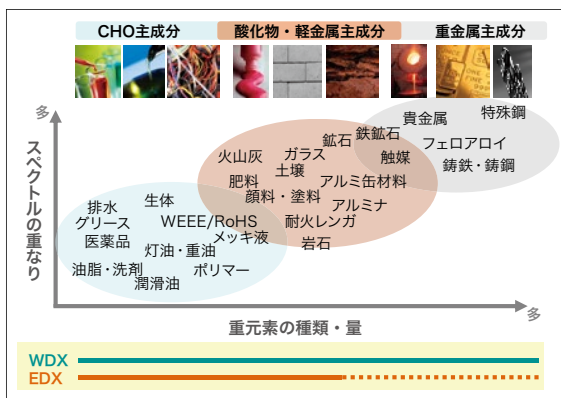 CHO主成分
酸化物・軽金属主成分
重金属主成分
多
スペクトルの重なり
貴金属
特殊鋼
鉄鉱石
鉱石
フェロアロイ
火山灰
ガラス
触媒
鋳鉄・鋳鋼
土壌
肥料
アルミ缶材料
顔料・塗料
アルミナ
生体
排水
グリース
WEEE/RoHS
耐火レンガ
医薬品
メッキ液
岩石
灯油・重油
油脂・洗剤
ポリマー
潤滑油
多
重元素の種類・量
WDX
EDX